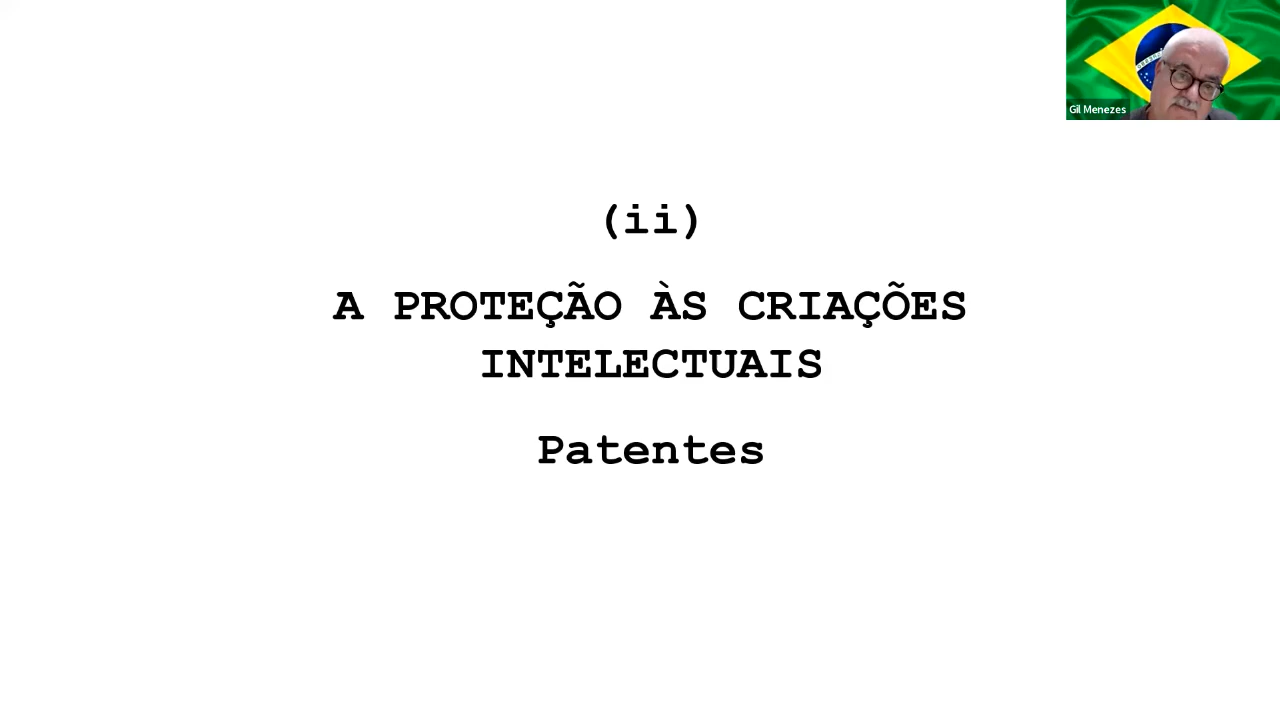 Gil Menezes
(ii)
A PROTEÇÃO ÀS CRIAÇÕES
INTELECTUAIS
Patentes